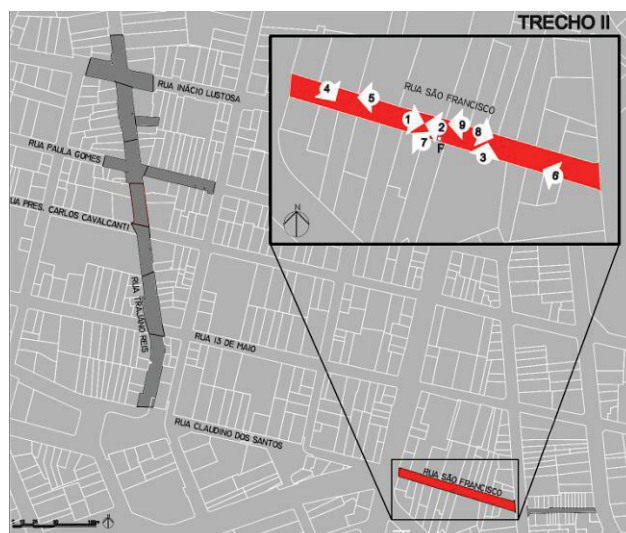 TRECHO II
RUA INÁCIO LUSTOSA
RUA SÃO FRANCISCO
4
5
1
2
9
8
7
P
3
6
N
RUA PAULA GOMES
RUA PRES. CARLOS CAVALCANTI
RUA TRAJANO REIS
RUA 13 DE MAIO
RUA CLAUDINO DOS SANTOS
RUA SÃO FRANCISCO